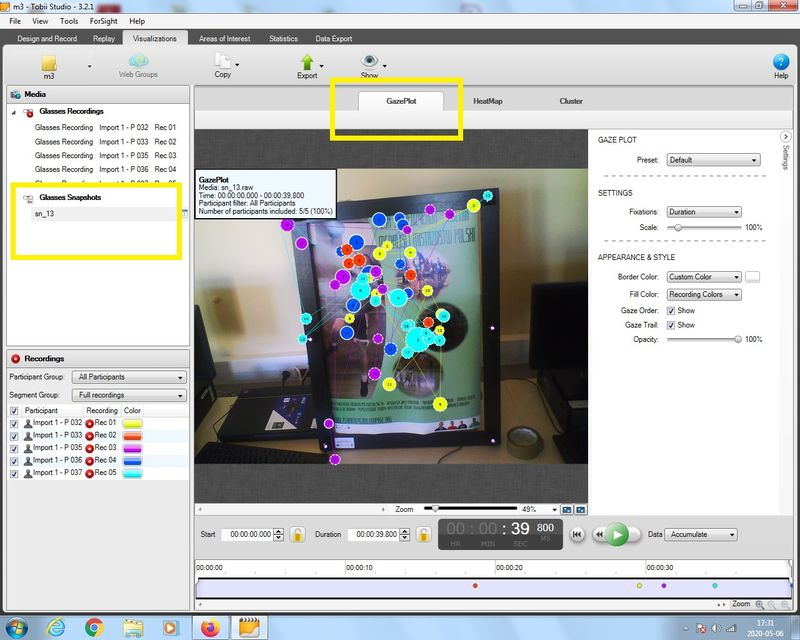 m3 - Tobii Studio - 3.2.1
File View Tools ForSight Help
Design and Record Replay Visualizations Areas of Interest Statistics Data Export
m3 Web Groups Copy Export Show Help
Media
Glasses Recordings
Glasses Recording Import 1 - P 032 Rec 01
Glasses Recording Import 1 - P 033 Rec 02
Glasses Recording Import 1 - P 035 Rec 03
Glasses Recording Import 1 - P 036 Rec 04
Glasses Snapshots
sn_13
GazePlot HeatMap Cluster
GazePlot
Media: sn_13.raw
Time: 00:00:00,000 - 00:00:39,800
Participant filter: All Participants
Number of participants included: 5/5 (100%)
MISTRZOSTW POLSKI
Settings
GAZE PLOT
Preset: Default
SETTINGS
Fixations: Duration
Scale: 100%
APPEARANCE & STYLE
Border Color: Custom Color
Fill Color: Recording Colors
Gaze Order: Show
Gaze Trail: Show
Opacity: 100%
Recordings
Participant Group: All Participants
Segment Group: Full recordings
Participant Recording Color
Import 1 - P 032 Rec 01
Import 1 - P 033 Rec 02
Import 1 - P 035 Rec 03
Import 1 - P 036 Rec 04
Import 1 - P 037 Rec 05
Zoom 49%
Start 00:00:00.000 Duration 00:00:39.800 00 : 00 : 39 800 Data Accumulate
HR MIN SEC MS
00:00:00 00:00:10 00:00:20 00:00:30
Zoom
17:31
2020-05-06